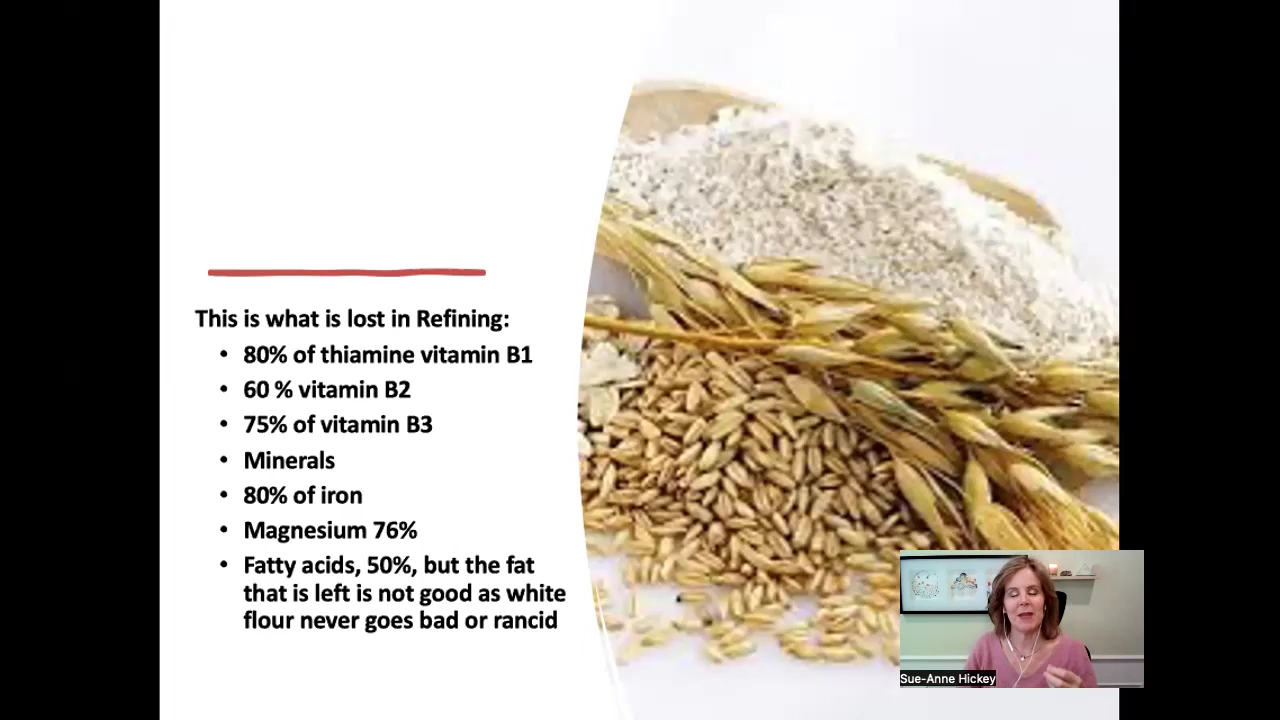 This is what is lost in Refining:
• 80% of thiamine vitamin B1
• 60 % vitamin B2
• 75% of vitamin B3
• Minerals
• 80% of iron
• Magnesium 76%
• Fatty acids, 50%, but the fat
that is left is not good as white
flour never goes bad or rancid
Sue-Anne Hickey